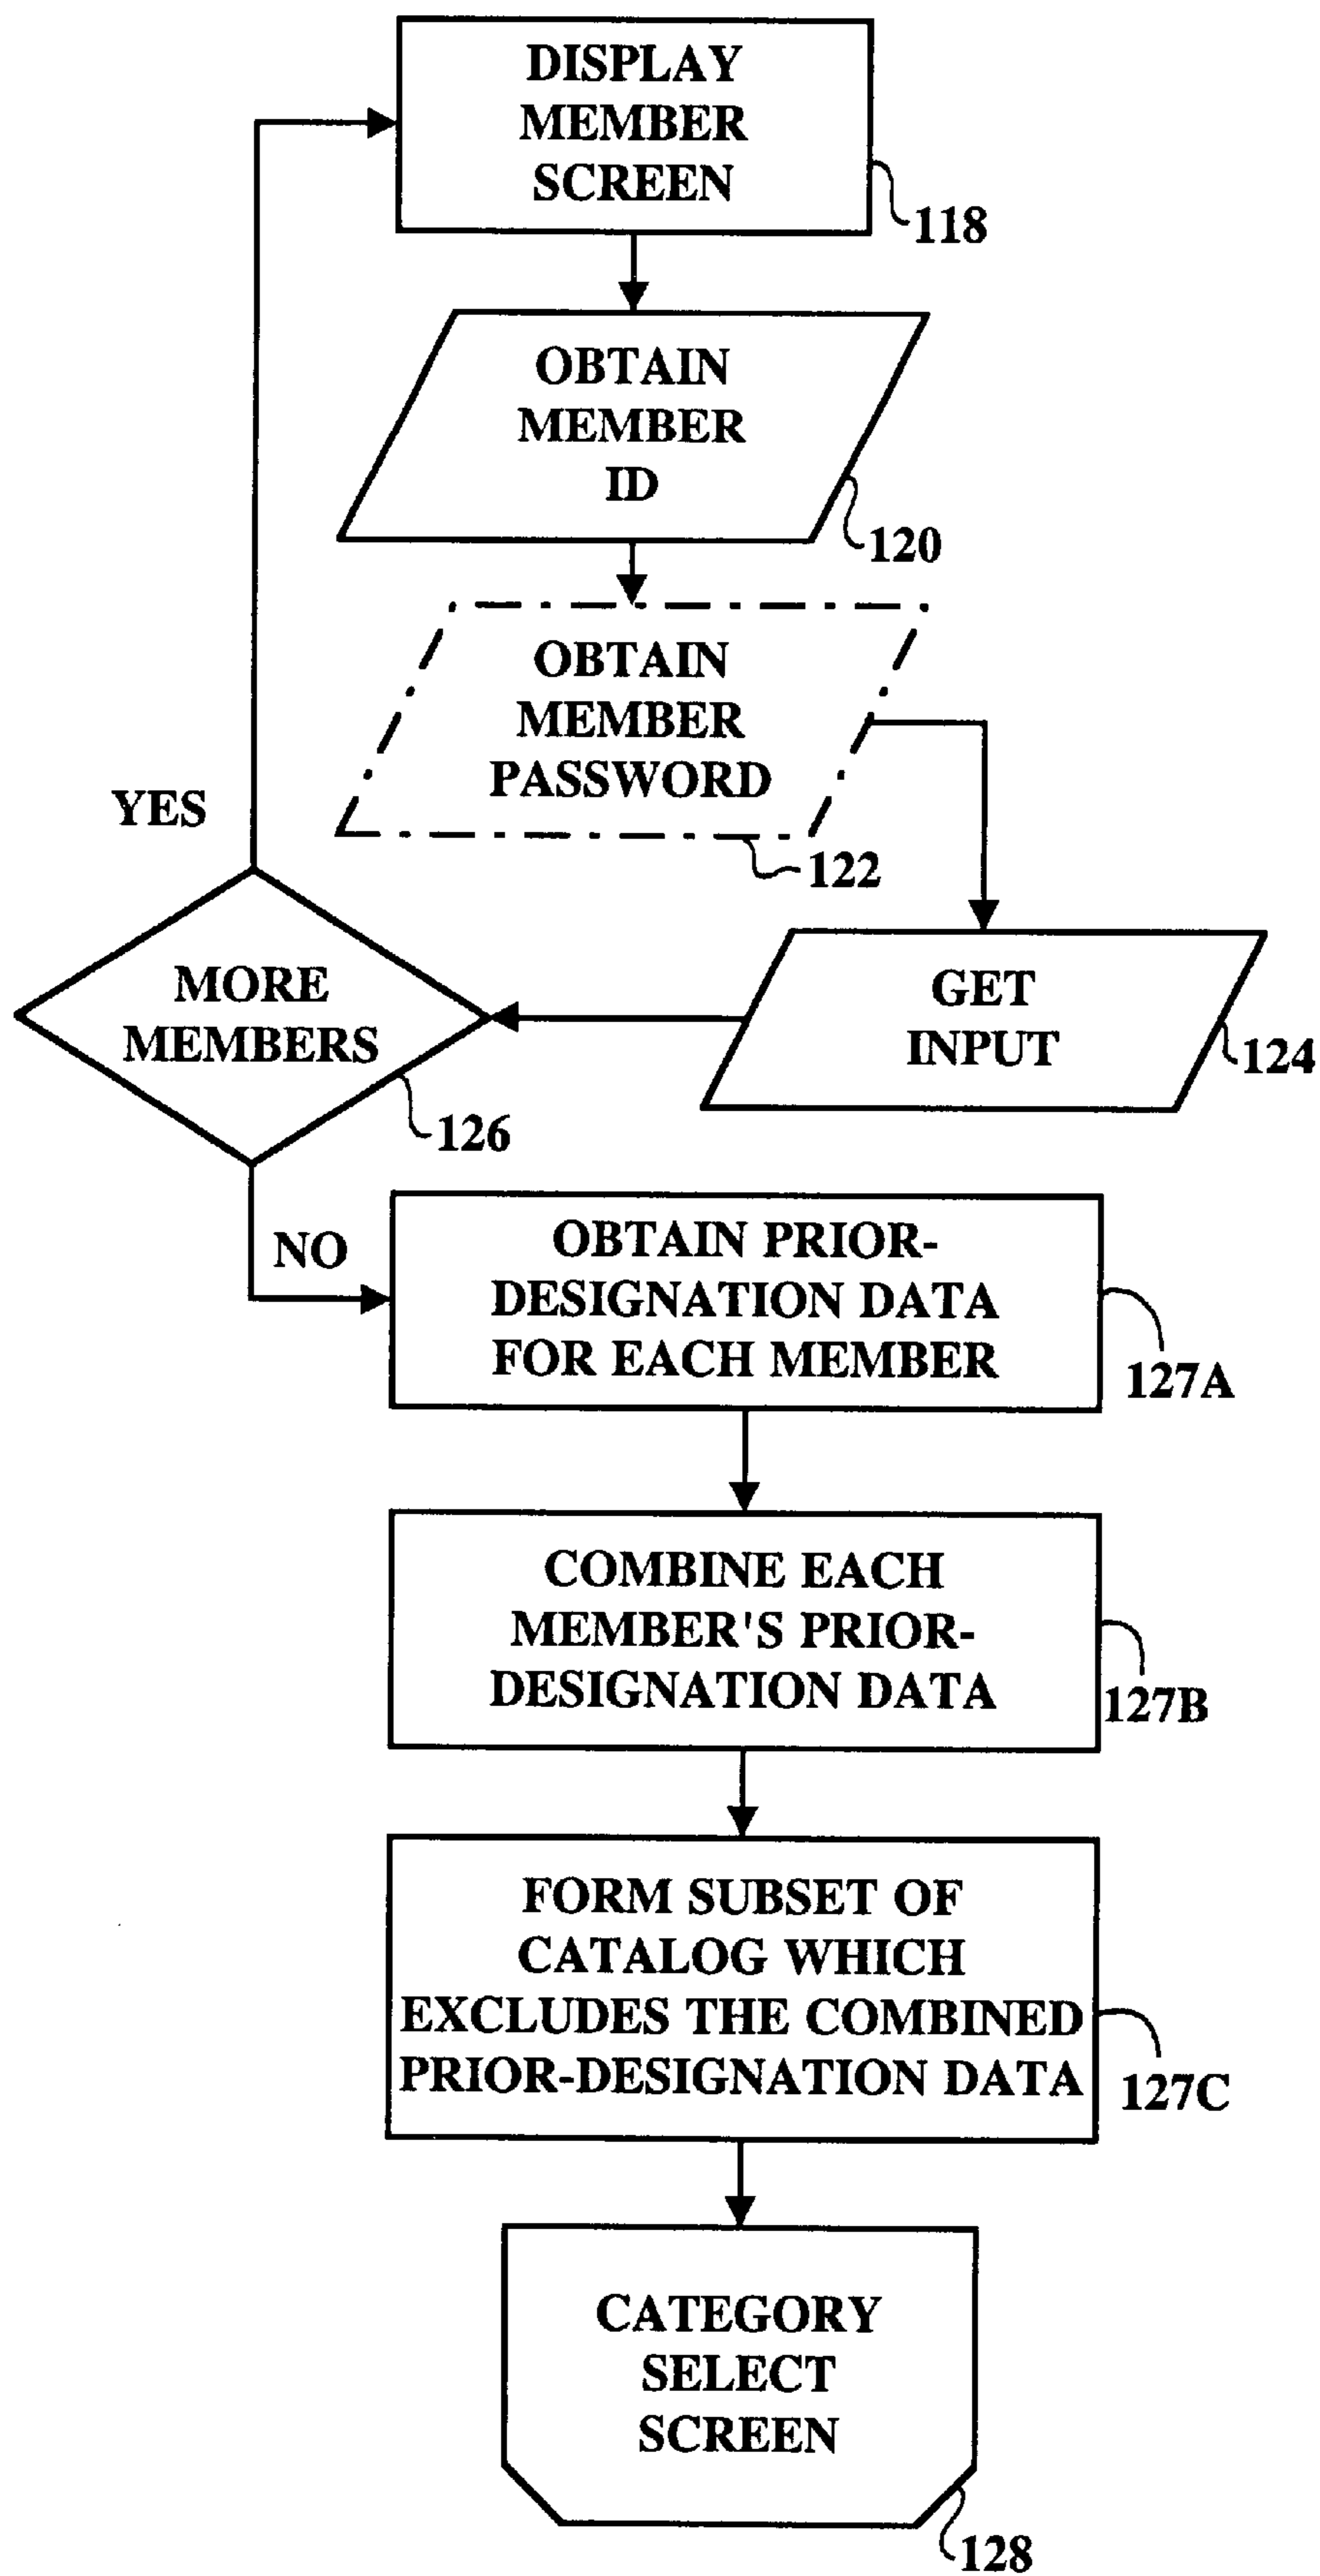 DISPLAY
MEMBER
SCREEN
118
OBTAIN
MEMBER
ID
120
OBTAIN
MEMBER
PASSWORD
122
YES
GET
INPUT
124
MORE
MEMBERS
126
NO
OBTAIN PRIOR-
DESIGNATION DATA
FOR EACH MEMBER
127A
COMBINE EACH
MEMBER'S PRIOR-
DESIGNATION DATA
127B
FORM SUBSET OF
CATALOG WHICH
EXCLUDES THE COMBINED
PRIOR-DESIGNATION DATA
127C
CATEGORY
SELECT
SCREEN
128